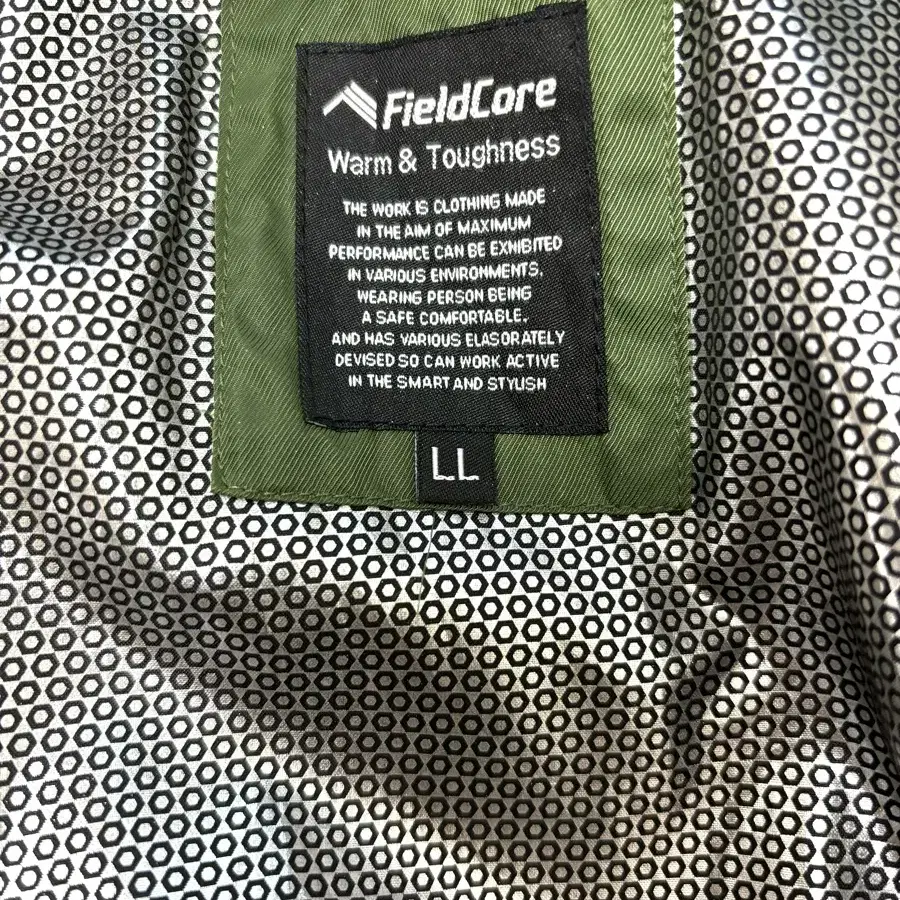 FieldCore
Warm & Toughness
THE WORK IS CLOTHING MADE
IN THE AIM OF MAXIMUM
PERFORMANCE CAN BE EXHIBITED
IN VARIOUS ENVIRONMENTS.
WEARING PERSON BEING
A SAFE COMFORTABLE.
AND HAS VARIOUS ELASORATELY
DEVISED SO CAN WORK ACTIVE
IN THE SMART AND STYLISH
LL